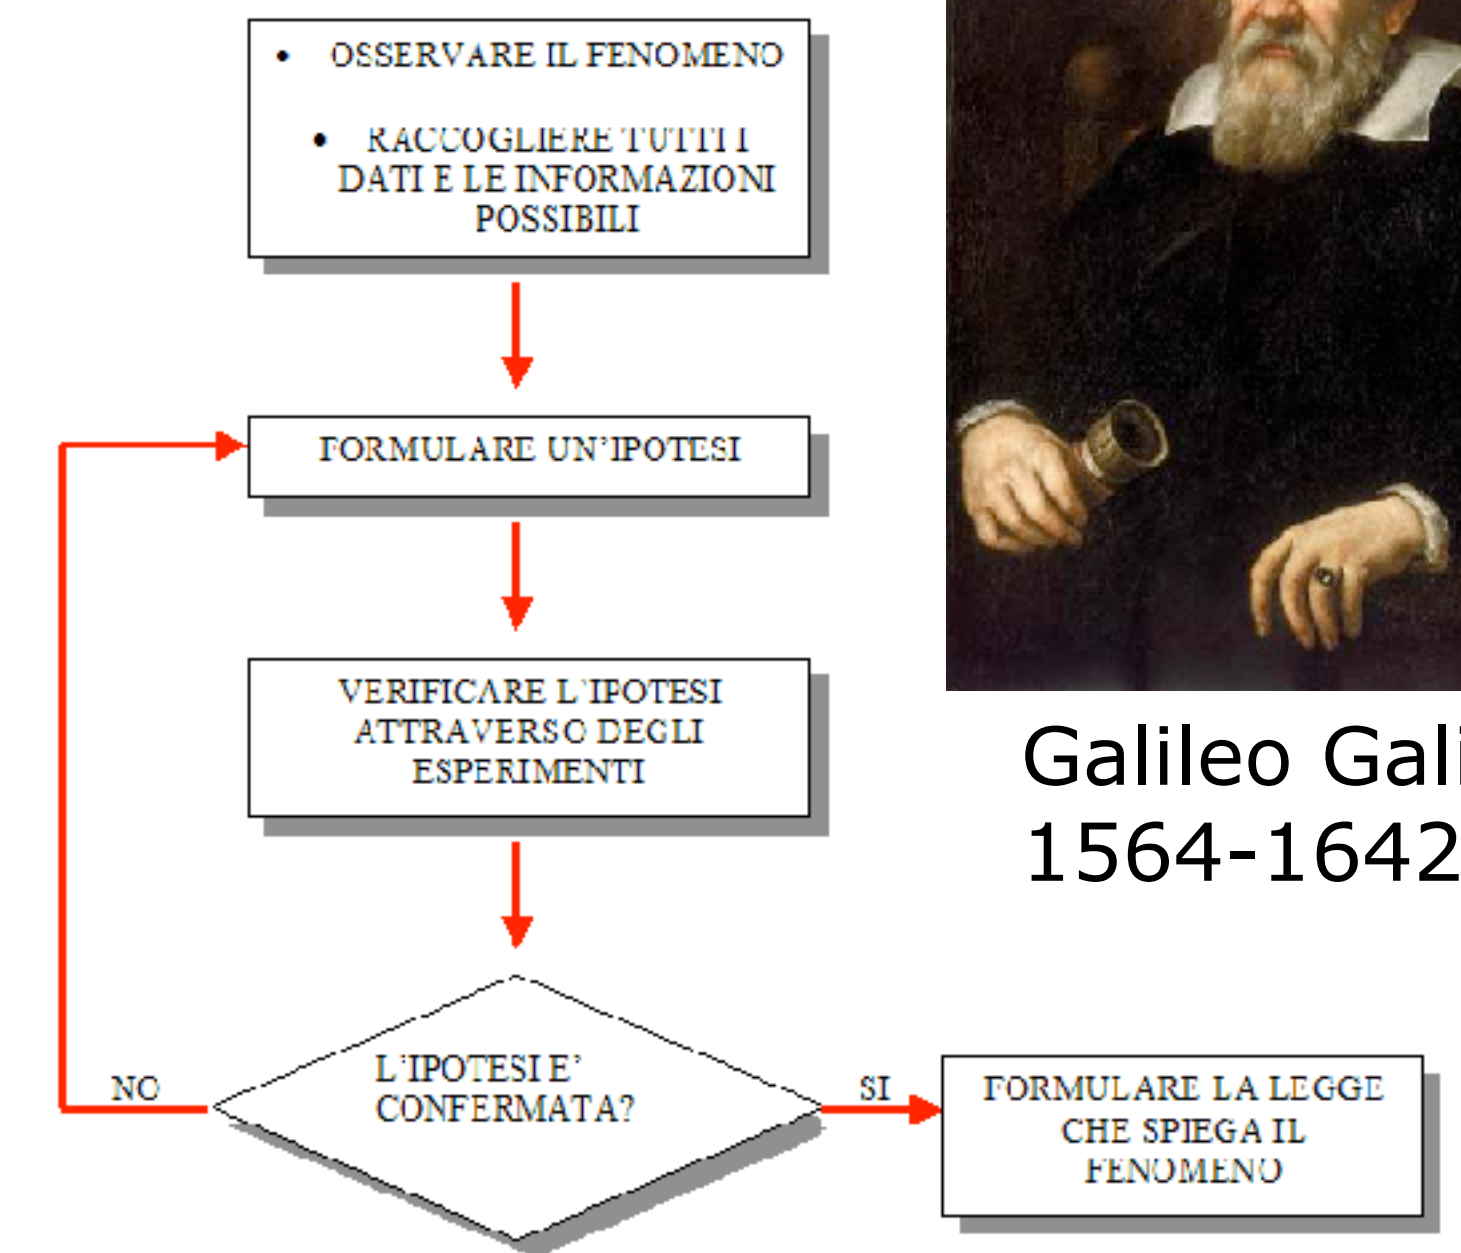 • OSSERVARE IL FENOMENO
• RACCOGLIERE TUTTI I
DATI E LE INFORMAZIONI
POSSIBILI
FORMULARE UN'IPOTESI
VERIFICARE L'IPOTESI
ATTRAVERSO DEGLI
ESPERIMENTI
L'IPOTESI E'
CONFERMATA?
NO
SI
FORMULARE LA LEGGE
CHE SPIEGA IL
FENOMENO
Galileo Gali
1564-1642